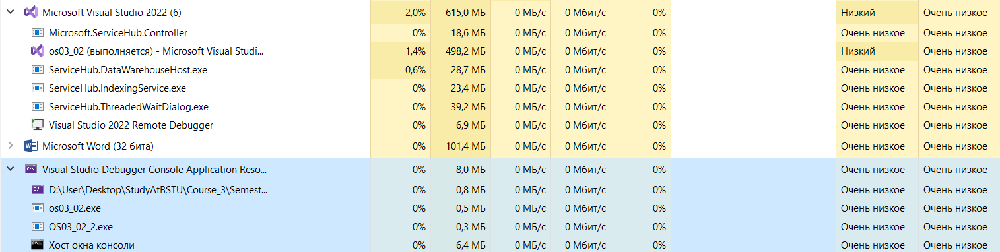 Microsoft Visual Studio 2022 (6) 2,0% 615,0 МБ 0 МБ/с 0 Мбит/с 0% Низкий Очень низкое
Microsoft.ServiceHub.Controller 0% 18,6 МБ 0 МБ/с 0 Мбит/с 0% Очень низкое Очень низкое
os03_02 (выполняется) - Microsoft Visual Studi... 1,4% 498,2 МБ 0 МБ/с 0 Мбит/с 0% Низкий Очень низкое
ServiceHub.DataWarehouseHost.exe 0,6% 28,7 МБ 0 МБ/с 0 Мбит/с 0% Очень низкое Очень низкое
ServiceHub.IndexingService.exe 0% 23,4 МБ 0 МБ/с 0 Мбит/с 0% Очень низкое Очень низкое
ServiceHub.ThreadedWaitDialog.exe 0% 39,2 МБ 0 МБ/с 0 Мбит/с 0% Очень низкое Очень низкое
Visual Studio 2022 Remote Debugger 0% 6,9 МБ 0 МБ/с 0 Мбит/с 0% Очень низкое Очень низкое
Microsoft Word (32 бита) 0% 101,4 МБ 0 МБ/с 0 Мбит/с 0% Очень низкое Очень низкое
Visual Studio Debugger Console Application Reso... 0% 8,0 МБ 0 МБ/с 0 Мбит/с 0% Очень низкое Очень низкое
D:\User\Desktop\StudyAtBSTU\Course_3\Semest... 0% 0,8 МБ 0 МБ/с 0 Мбит/с 0% Очень низкое Очень низкое
os03_02.exe 0% 0,5 МБ 0 МБ/с 0 Мбит/с 0% Очень низкое Очень низкое
OS03_02_2.exe 0% 0,3 МБ 0 МБ/с 0 Мбит/с 0% Очень низкое Очень низкое
Хост окна консоли 0% 6,4 МБ 0 МБ/с 0 Мбит/с 0% Очень низкое Очень низкое